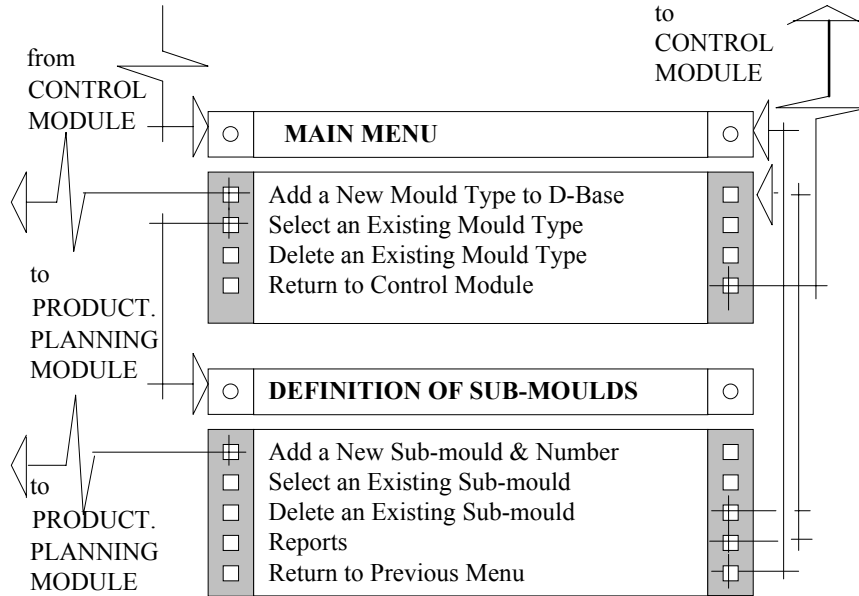 from
CONTROL
MODULE
to
CONTROL
MODULE
MAIN MENU
Add a New Mould Type to D-Base
Select an Existing Mould Type
Delete an Existing Mould Type
Return to Control Module
to
PRODUCT.
PLANNING
MODULE
DEFINITION OF SUB-MOULDS
Add a New Sub-mould & Number
Select an Existing Sub-mould
Delete an Existing Sub-mould
Reports
Return to Previous Menu
to
PRODUCT.
PLANNING
MODULE